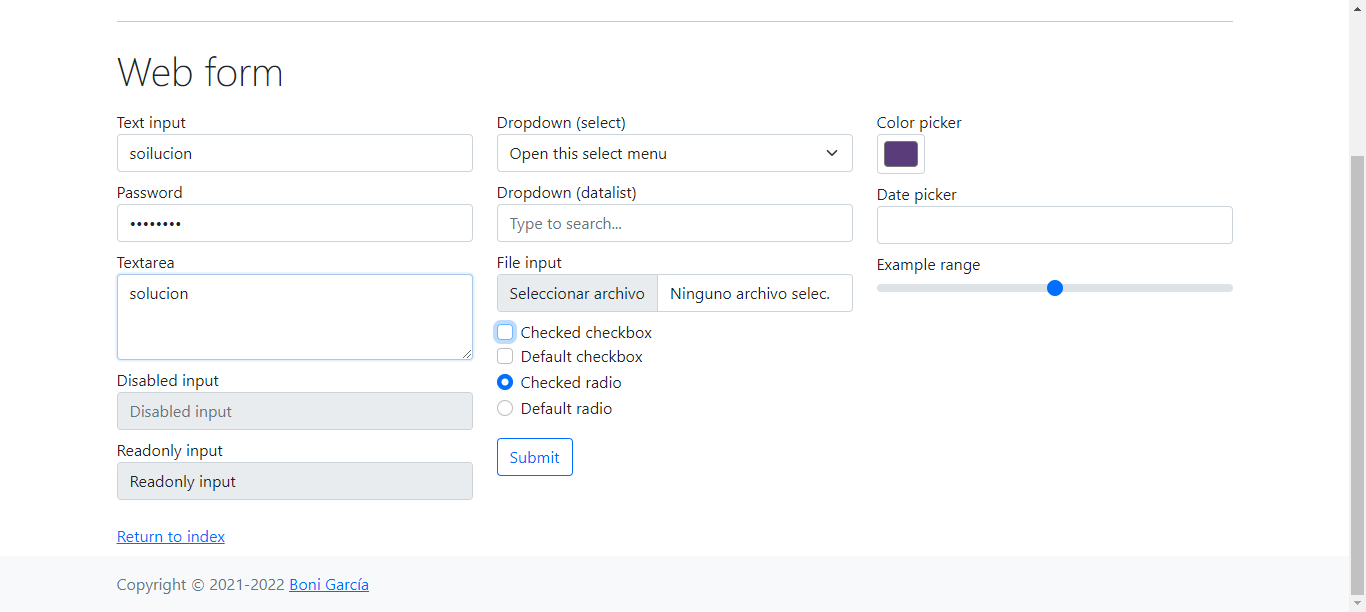 Web form
Text input
soilucion
Password
••••••••
Textarea
solucion
Disabled input
Disabled input
Readonly input
Readonly input
Dropdown (select)
Open this select menu
Dropdown (datalist)
Type to search...
File input
Seleccionar archivo Ninguno archivo selec.
Checked checkbox
Default checkbox
Checked radio
Default radio
Submit
Color picker
Date picker
Example range
Return to index
Copyright © 2021-2022 Boni García